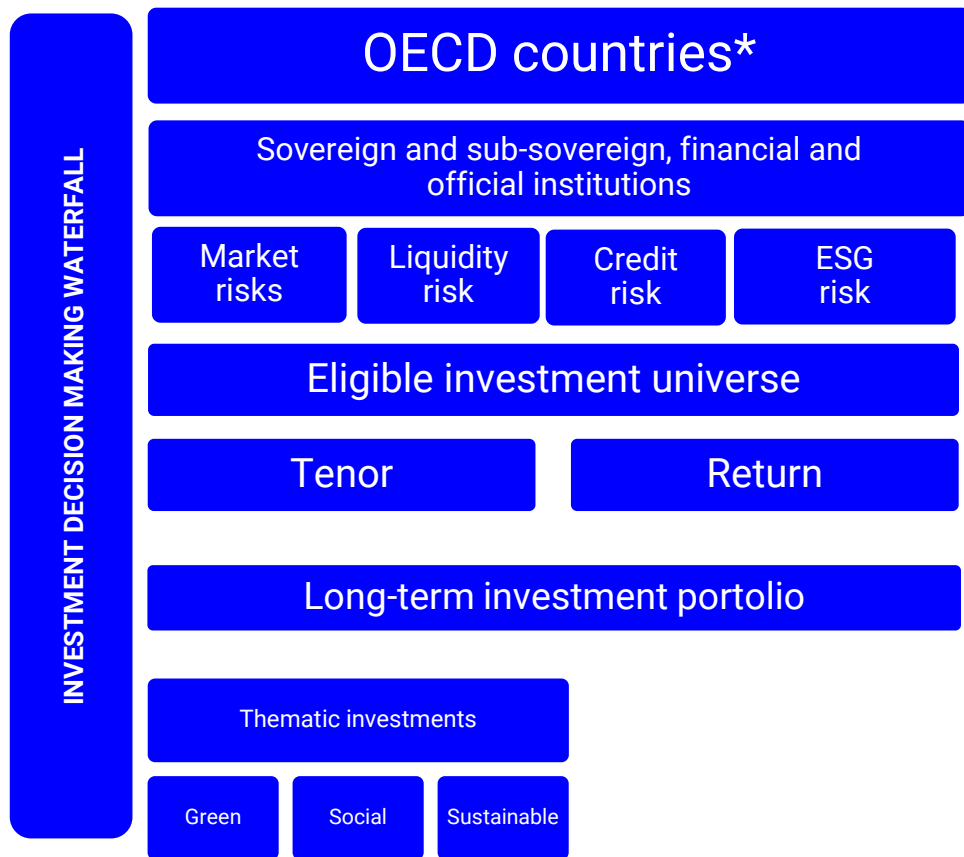 INVESTMENT DECISION MAKING WATERFALL
OECD countries*
Sovereign and sub-sovereign, financial and
official institutions
Market
risks
Liquidity
risk
Credit
risk
ESG
risk
Eligible investment universe
Tenor
Return
Long-term investment portolio
Thematic investments
Green
Social
Sustainable